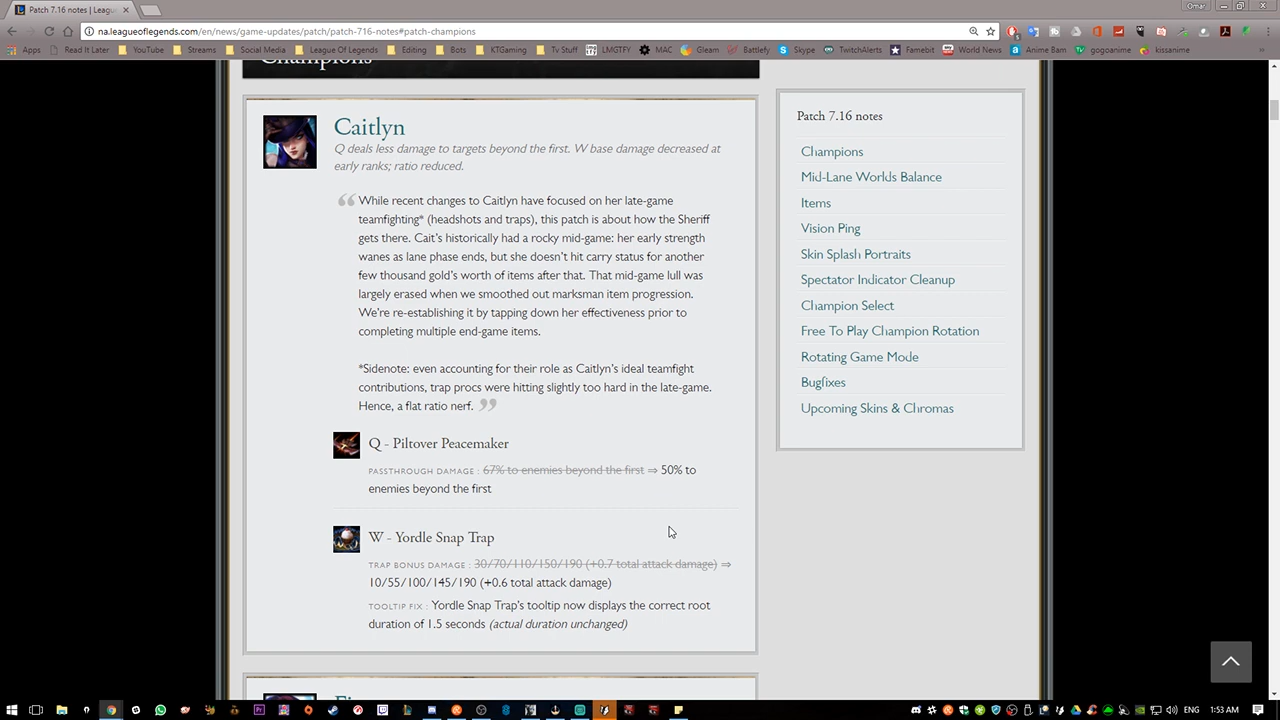 Patch 7.16 notes | Leagu
Omar
na.leagueoflegends.com/en/news/game-updates/patch/patch-716-notes#patch-champions
Apps Read It Later YouTube Streams Social Media League Of Legends Editing Bots KTGaming Tv Stuff LMGTFY MAC Gleam Battlefy Skype TwitchAlerts Famebit World News Anime Bam gogoanime kissanime
Champions
Caitlyn
Q deals less damage to targets beyond the first. W base damage decreased at
early ranks; ratio reduced.
While recent changes to Caitlyn have focused on her late-game
teamfighting* (headshots and traps), this patch is about how the Sheriff
gets there. Cait's historically had a rocky mid-game: her early strength
wanes as lane phase ends, but she doesn't hit carry status for another
few thousand gold's worth of items after that. That mid-game lull was
largely erased when we smoothed out marksman item progression.
We're re-establishing it by tapping down her effectiveness prior to
completing multiple end-game items.
*Sidenote: even accounting for their role as Caitlyn's ideal teamfight
contributions, trap procs were hitting slightly too hard in the late-game.
Hence, a flat ratio nerf.
Q - Piltover Peacemaker
PASSTHROUGH DAMAGE : 67% to enemies beyond the first ⇒ 50% to
enemies beyond the first
W - Yordle Snap Trap
TRAP BONUS DAMAGE : 30/70/110/150/190 (+0.7 total attack damage) ⇒
10/55/100/145/190 (+0.6 total attack damage)
TOOLTIP FIX : Yordle Snap Trap's tooltip now displays the correct root
duration of 1.5 seconds (actual duration unchanged)
Patch 7.16 notes
Champions
Mid-Lane Worlds Balance
Items
Vision Ping
Skin Splash Portraits
Spectator Indicator Cleanup
Champion Select
Free To Play Champion Rotation
Rotating Game Mode
Bugfixes
Upcoming Skins & Chromas
ENG 1:53 AM